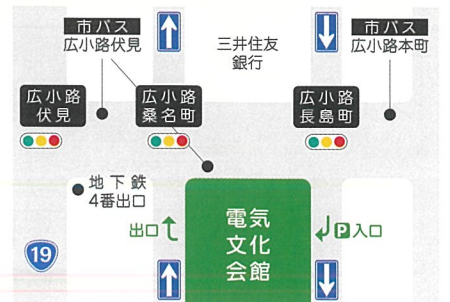 市バス
広小路伏見
三井住友
銀行
市バス
広小路本町
広小路
伏見
広小路
桑名町
広小路
長島町
地下鉄
4番出口
出口
電気
文化
会館
P入口
19